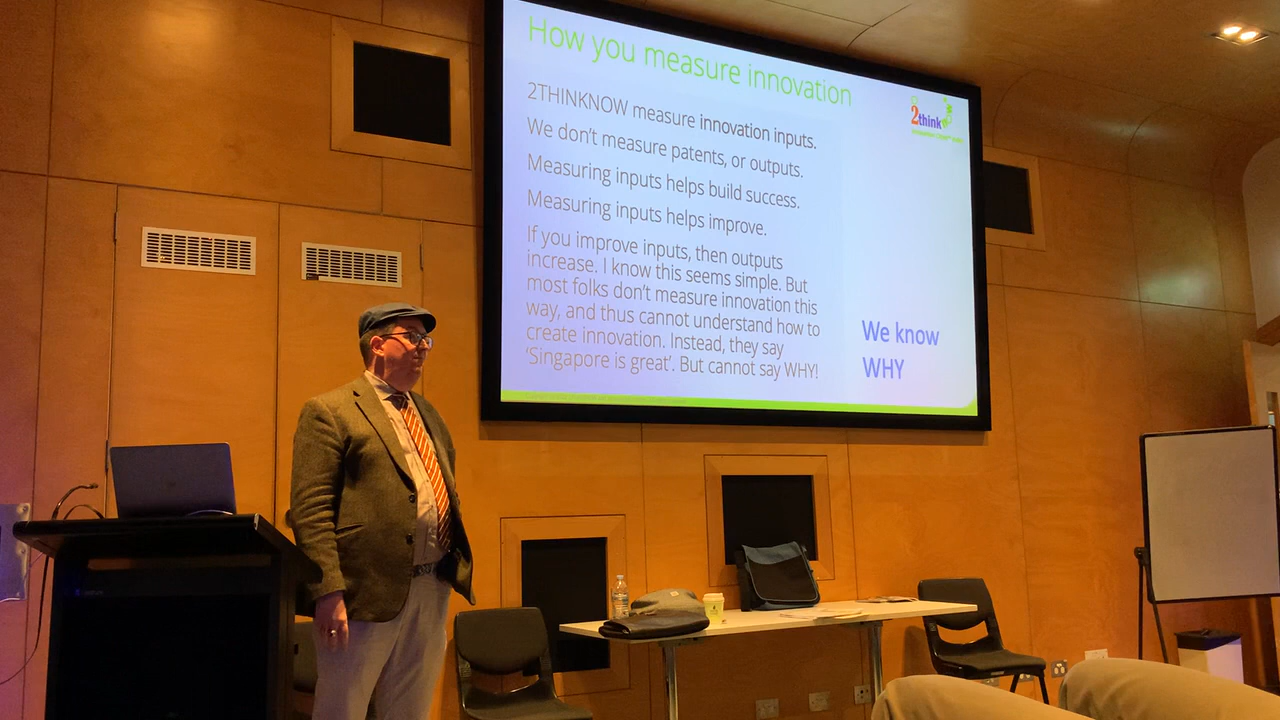 How you measure innovation
2THINKNOW measure innovation inputs.
We don't measure patents, or outputs.
Measuring inputs helps build success.
Measuring inputs helps improve.
If you improve inputs, then outputs
increase. I know this seems simple. But
most folks don't measure innovation this
way, and thus cannot understand how to
create innovation. Instead, they say
'Singapore is great'. But cannot say WHY!
2think
We know
WHY